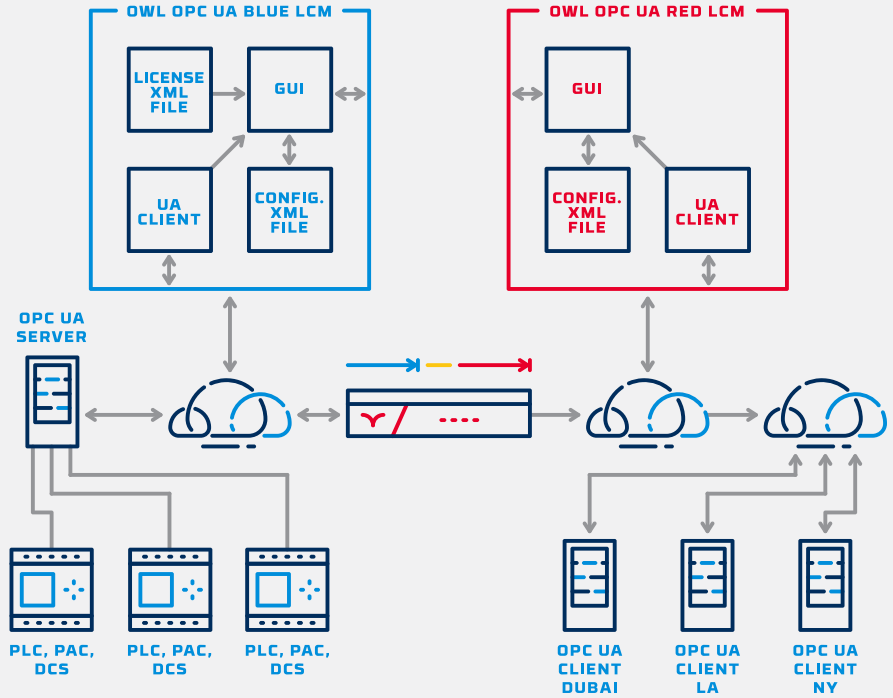 OWL OPC UA BLUE LCM
LICENSE
XML
FILE
GUI
UA
CLIENT
CONFIG.
XML
FILE
OWL OPC UA RED LCM
GUI
CONFIG.
XML
FILE
UA
CLIENT
OPC UA
SERVER
PLC, PAC,
DCS
PLC, PAC,
DCS
PLC, PAC,
DCS
OPC UA
CLIENT
DUBAI
OPC UA
CLIENT
LA
OPC UA
CLIENT
NY